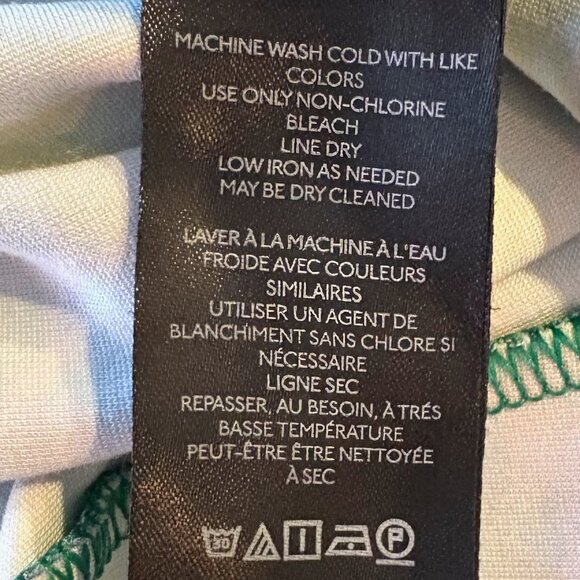 MACHINE WASH COLD WITH LIKE
COLORS
USE ONLY NON-CHLORINE
BLEACH
LINE DRY
LOW IRON AS NEEDED
MAY BE DRY CLEANED
LAVER À LA MACHINE À L'EAU
FROIDE AVEC COULEURS
SIMILAIRES
UTILISER UN AGENT DE
BLANCHIMENT SANS CHLORE SI
NÉCESSAIRE
LIGNE SEC
REPASSER, AU BESOIN, À TRÉS
BASSE TEMPÉRATURE
PEUT-ÊTRE ÊTRE NETTOYÉE
À SEC
30 P